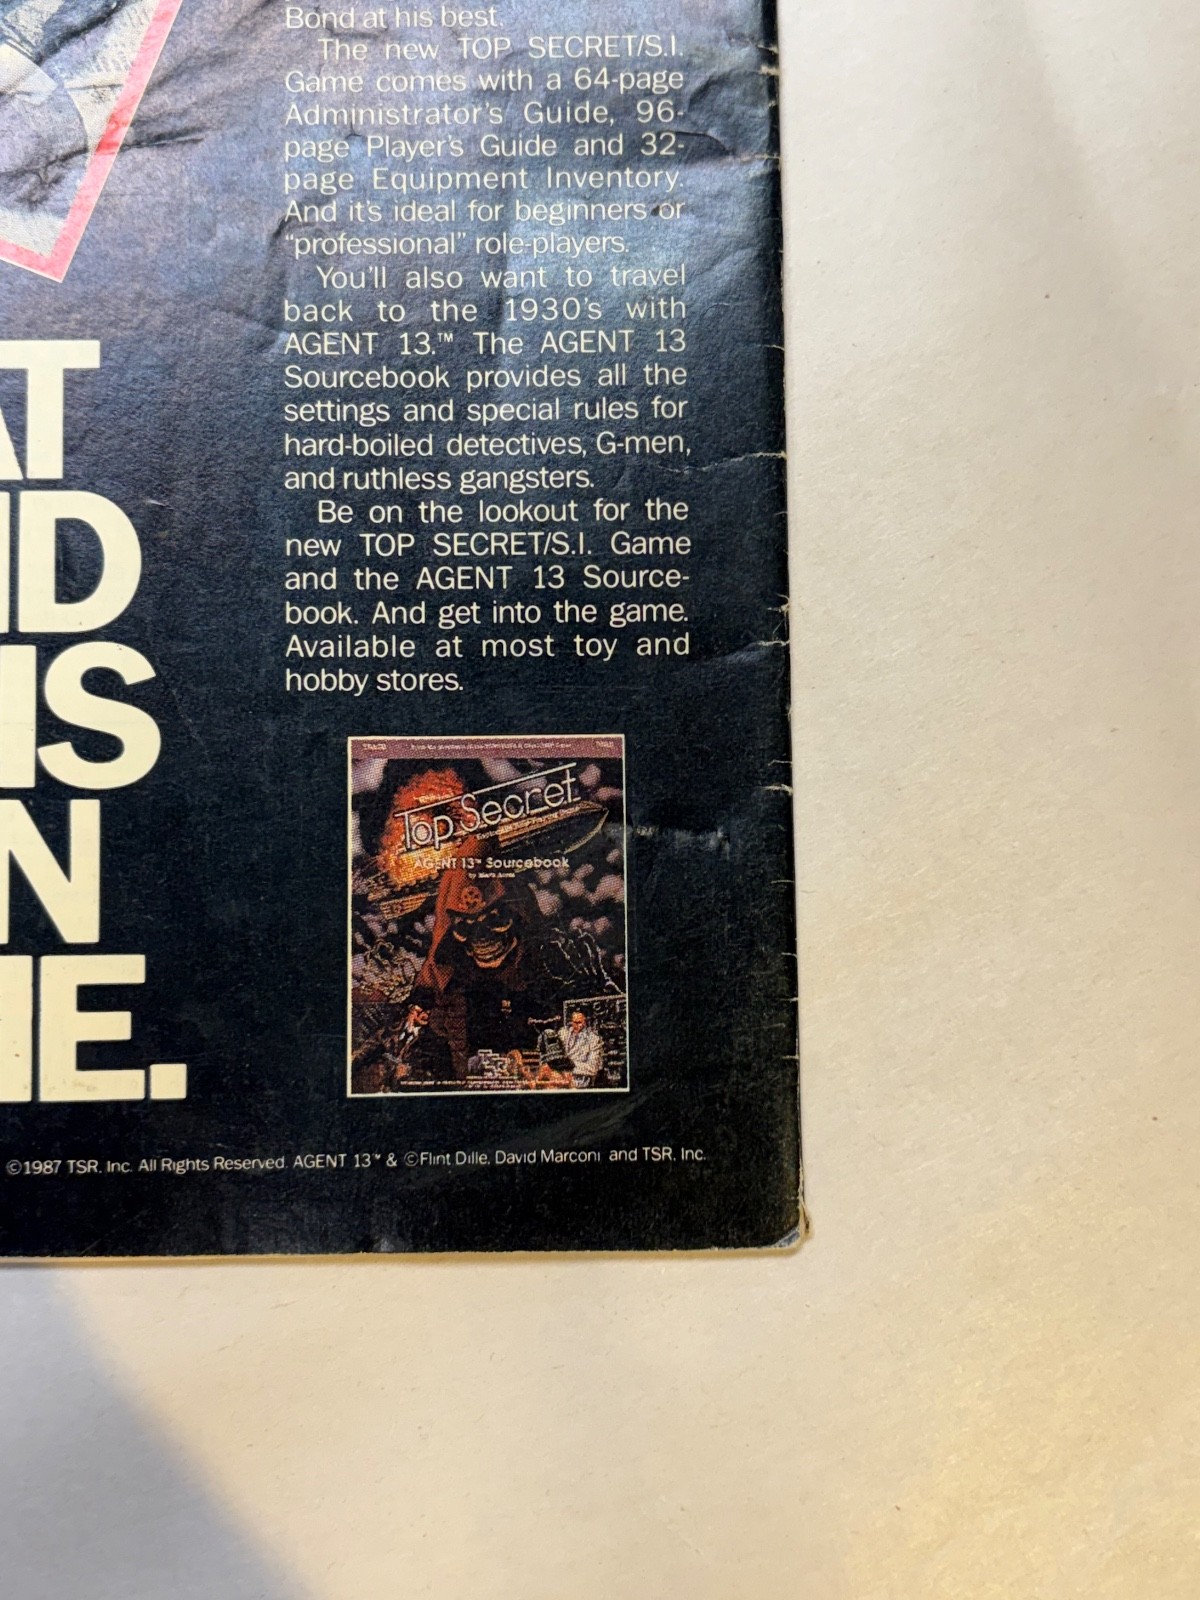 Bond at his best.
The new TOP SECRET/S.I.
Game comes with a 64-page
Administrator's Guide, 96-
page Player's Guide and 32-
page Equipment Inventory.
And it's ideal for beginners or
"professional" role-players.
You'll also want to travel
back to the 1930's with
AGENT 13.™ The AGENT 13
Sourcebook provides all the
settings and special rules for
hard-boiled detectives, G-men,
and ruthless gangsters.
Be on the lookout for the
new TOP SECRET/S.I. Game
and the AGENT 13 Source-
book. And get into the game.
Available at most toy and
hobby stores.
AT
ND
IS
N
E.
Top Secret
AGENT 13™ Sourcebook
©1987 TSR, Inc. All Rights Reserved. AGENT 13™ & ©Flint Dille, David Marconi and TSR, Inc.